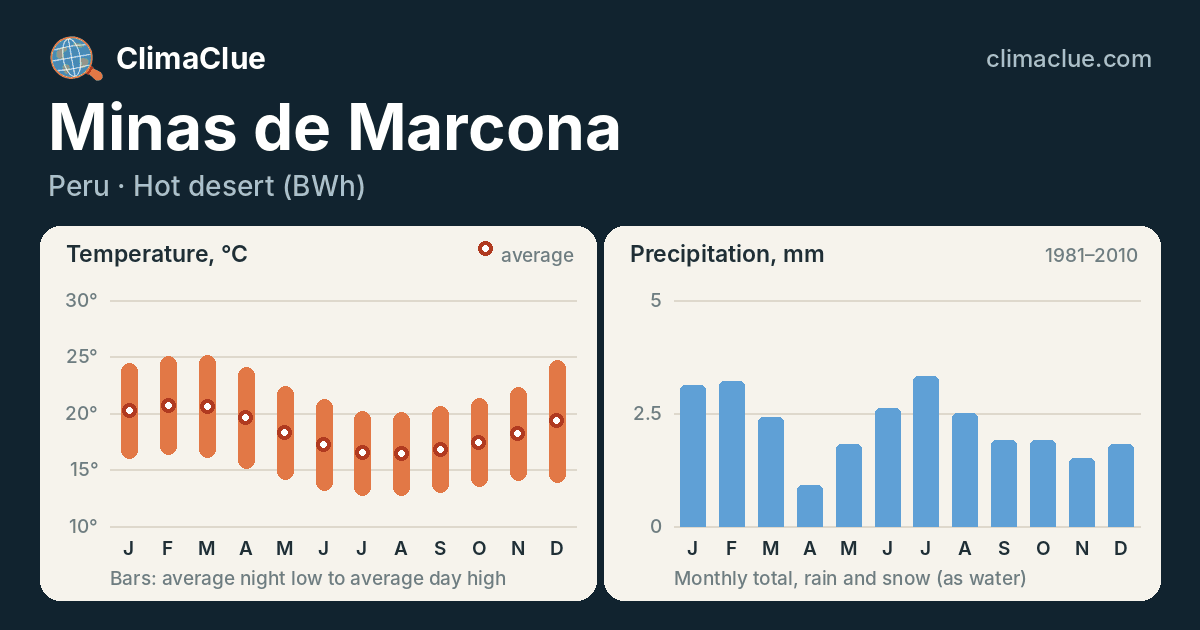 ClimaClue
climaclue.com
Minas de Marcona
Peru · Hot desert (BWh)
Temperature, °C
average
30°
25°
20°
15°
10°
J F M A M J J A S O N D
Bars: average night low to average day high
Precipitation, mm
1981–2010
5
2.5
0
J F M A M J J A S O N D
Monthly total, rain and snow (as water)